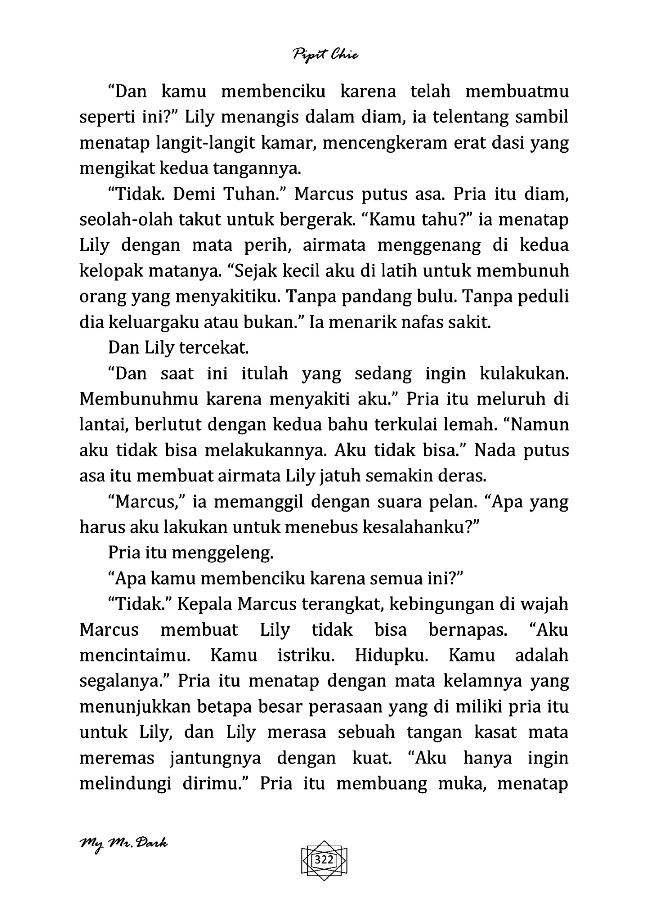 Pipit Chie
“Dan kamu membenciku karena telah membuatmu
seperti ini?” Lily menangis dalam diam, ia telentang sambil
menatap langit-langit kamar, mencengkeram erat dasi yang
mengikat kedua tangannya.
“Tidak. Demi Tuhan.” Marcus putus asa. Pria itu diam,
seolah-olah takut untuk bergerak. “Kamu tahu?” ia menatap
Lily dengan mata perih, airmata menggenang di kedua
kelopak matanya. “Sejak kecil aku di latih untuk membunuh
orang yang menyakitiku. Tanpa pandang bulu. Tanpa peduli
dia keluargaku atau bukan.” Ia menarik nafas sakit.
Dan Lily tercekat.
“Dan saat ini itulah yang sedang ingin kulakukan.
Membunuhmu karena menyakiti aku.” Pria itu meluruh di
lantai, berlutut dengan kedua bahu terkulai lemah. “Namun
aku tidak bisa melakukannya. Aku tidak bisa.” Nada putus
asa itu membuat airmata Lily jatuh semakin deras.
“Marcus,” ia memanggil dengan suara pelan. “Apa yang
harus aku lakukan untuk menebus kesalahanku?”
Pria itu menggeleng.
“Apa kamu membenciku karena semua ini?”
“Tidak.” Kepala Marcus terangkat, kebingungan di wajah
Marcus membuat Lily tidak bisa bernapas. “Aku
mencintaimu. Kamu istriku. Hidupku. Kamu adalah
segalanya.” Pria itu menatap dengan mata kelamnya yang
menunjukkan betapa besar perasaan yang di miliki pria itu
untuk Lily, dan Lily merasa sebuah tangan kasat mata
meremas jantungnya dengan kuat. “Aku hanya ingin
melindungi dirimu.” Pria itu membuang muka, menatap
My Mr. Dark
322